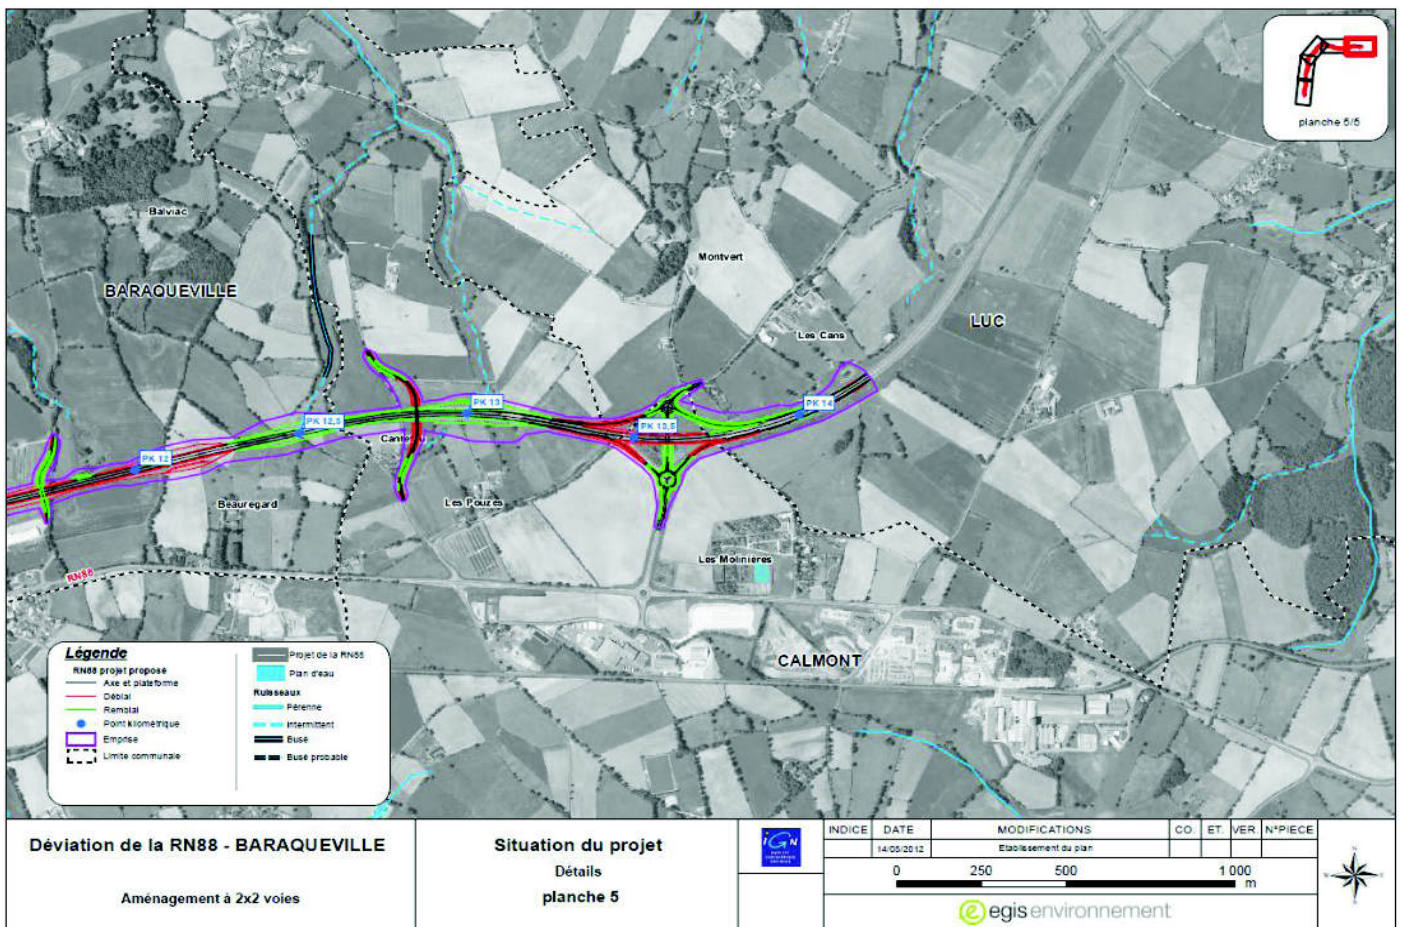 planche 5/5
Balviac
BARAQUEVILLE
Montvert
Les Cans
LUC
PK 14
PK 13
PK 12,5
PK 13,5
PK 12
Beauregard
Les Pouzes
Les Molinières
RN88
CALMONT
Légende
RN88 projet proposé
Axe et plateforme
Déblai
Remblai
Point kilométrique
Emprise
Limite communale
Projet de la RN88
Plan d'eau
Ruisseaux
Pérenne
Intermittent
Busé
Busé probable
Déviation de la RN88 - BARAQUEVILLE
Aménagement à 2x2 voies
Situation du projet
Détails
planche 5
IGN
INDICE DATE MODIFICATIONS CO. ET. VER. N°PIECE
14/05/2012 Etablissement du plan
0 250 500 1 000
m
egis environnement